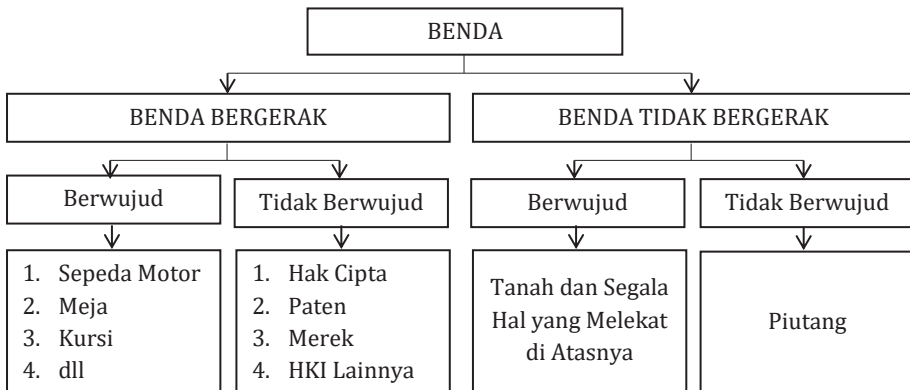 BENDA
BENDA BERGERAK
BENDA TIDAK BERGERAK
Berwujud
Tidak Berwujud
Berwujud
Tidak Berwujud
1. Sepeda Motor
2. Meja
3. Kursi
4. dll
1. Hak Cipta
2. Paten
3. Merek
4. HKI Lainnya
Tanah dan Segala
Hal yang Melekat
di Atasnya
Piutang